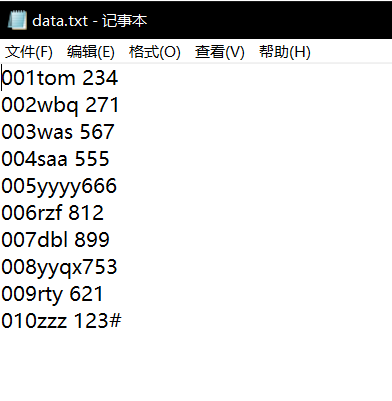 data.txt - 记事本
文件(F) 编辑(E) 格式(O) 查看(V) 帮助(H)
001tom 234
002wbq 271
003was 567
004saa 555
005yyyy666
006rzf 812
007dbl 899
008yyqx753
009rty 621
010zzz 123#